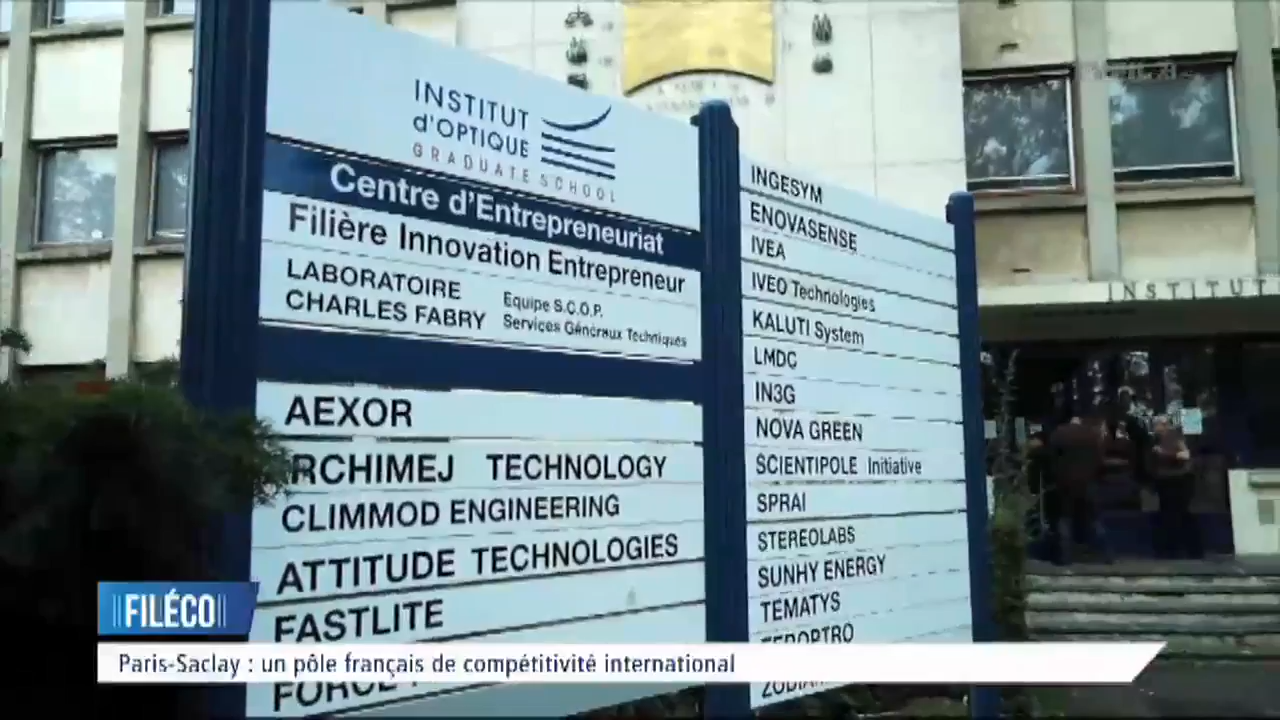 INSTITUT
d'OPTIQUE
GRADUATE SCHOOL
Centre d'Entrepreneuriat
Filière Innovation Entrepreneur
LABORATOIRE
CHARLES FABRY
Equipe S.C.O.P.
Services Généraux Techniques
AEXOR
RCHIMEJ TECHNOLOGY
CLIMMOD ENGINEERING
ATTITUDE TECHNOLOGIES
FASTLITE
INGESYM
ENOVASENSE
IVEA
IVEO Technologies
KALUTI System
LMDC
IN3G
NOVA GREEN
SCIENTIPOLE Initiative
SPRAI
STEREOLABS
SUNHY ENERGY
TEMATYS
INSTITUT
FILÉCO
Paris-Saclay : un pôle français de compétitivité international